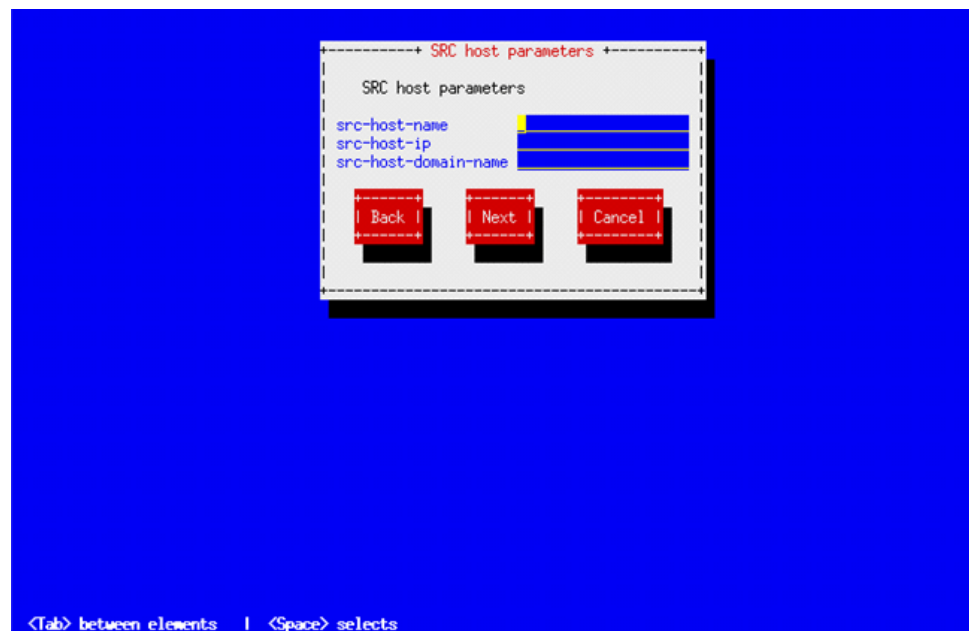 SRC host parameters
SRC host parameters
src-host-name
src-host-ip
src-host-domain-name
Back Next Cancel
<Tab> between elements | <Space> selects